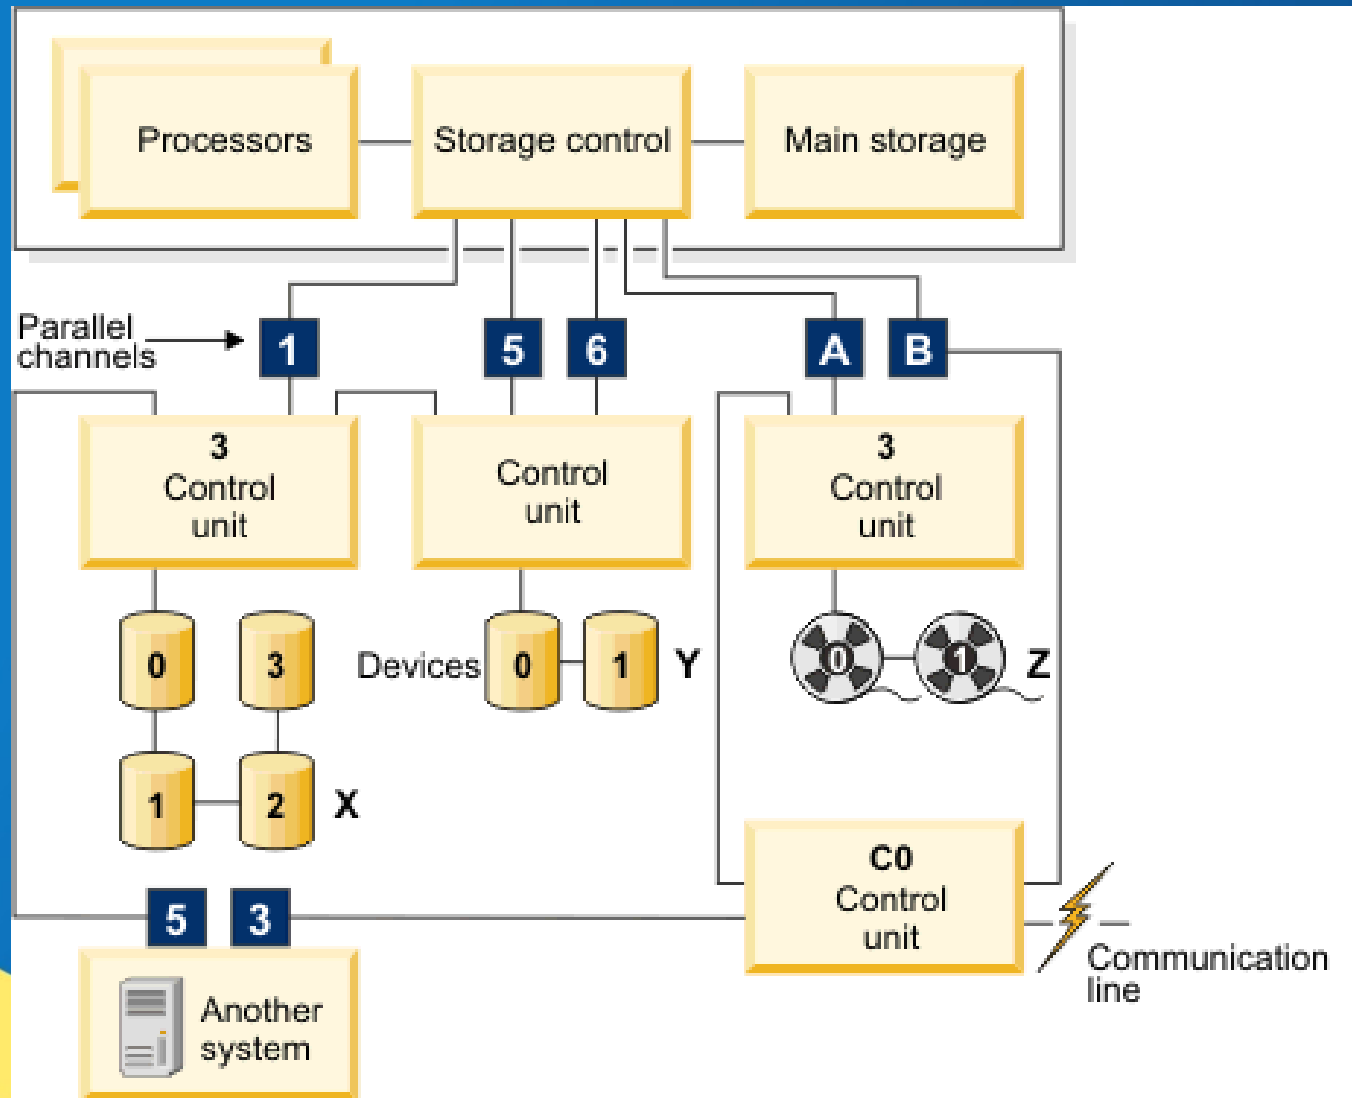 Processors
Storage control
Main storage
Parallel
channels
1
5
6
A
B
3
Control
unit
Control
unit
3
Control
unit
0
3
Devices
0
1
Y
0
1
Z
1
2
X
C0
Control
unit
5
3
Communication
line
Another
system